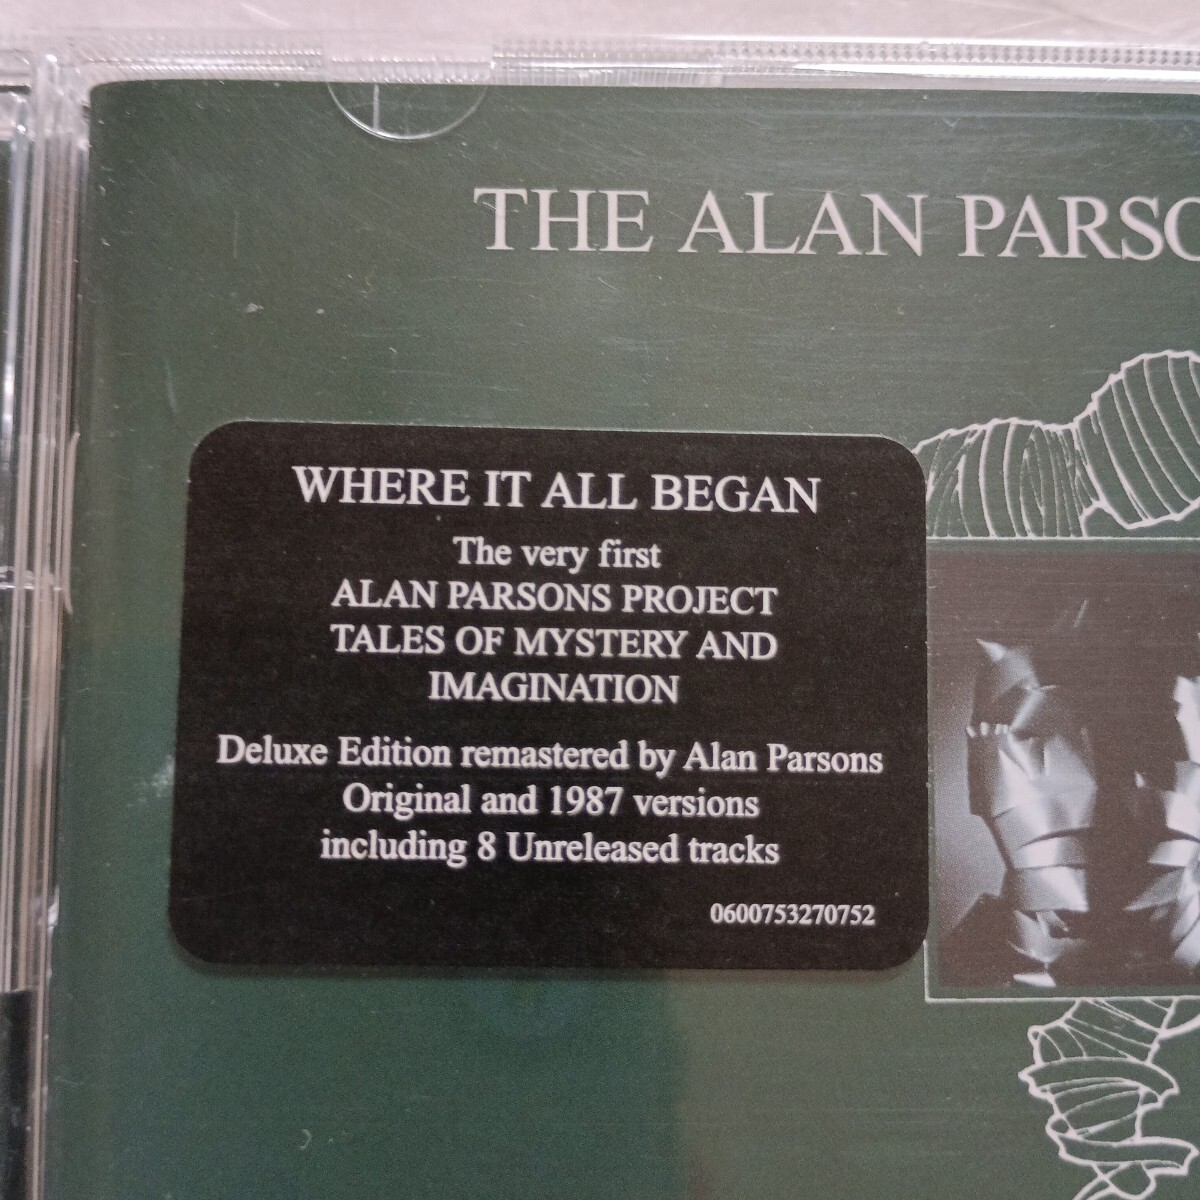 THE ALAN PARSO
WHERE IT ALL BEGAN
The very first
ALAN PARSONS PROJECT
TALES OF MYSTERY AND
IMAGINATION
Deluxe Edition remastered by Alan Parsons
Original and 1987 versions
including 8 Unreleased tracks
0600753270752